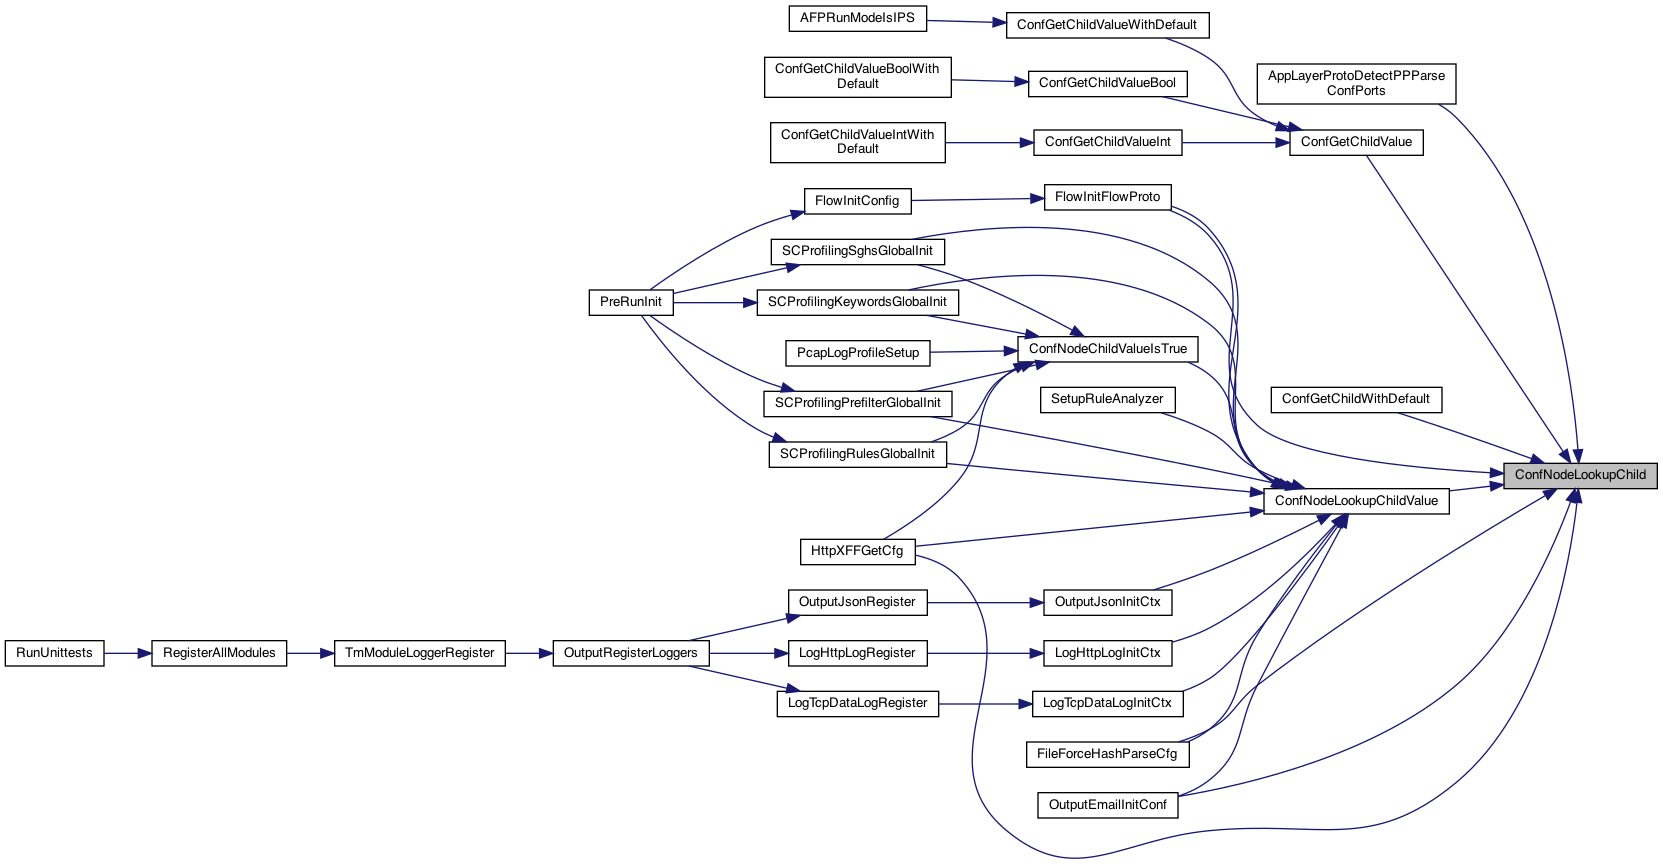 AFPRunModeIsIPS
ConfGetChildValueWithDefault
ConfGetChildValueBoolWith
Default
ConfGetChildValueBool
AppLayerProtoDetectPPParse
ConfPorts
ConfGetChildValueIntWith
Default
ConfGetChildValueInt
ConfGetChildValue
FlowInitConfig
FlowInitFlowProto
SCProfilingSghsGlobalInit
PreRunInit
SCProfilingKeywordsGlobalInit
PcapLogProfileSetup
ConfNodeChildValueIsTrue
SCProfilingPrefilterGlobalInit
SetupRuleAnalyzer
ConfGetChildWithDefault
SCProfilingRulesGlobalInit
ConfNodeLookupChild
ConfNodeLookupChildValue
HttpXFFGetCfg
OutputJsonRegister
OutputJsonInitCtx
RunUnittests
RegisterAllModules
TmModuleLoggerRegister
OutputRegisterLoggers
LogHttpLogRegister
LogHttpLogInitCtx
LogTcpDataLogRegister
LogTcpDataLogInitCtx
FileForceHashParseCfg
OutputEmailInitConf